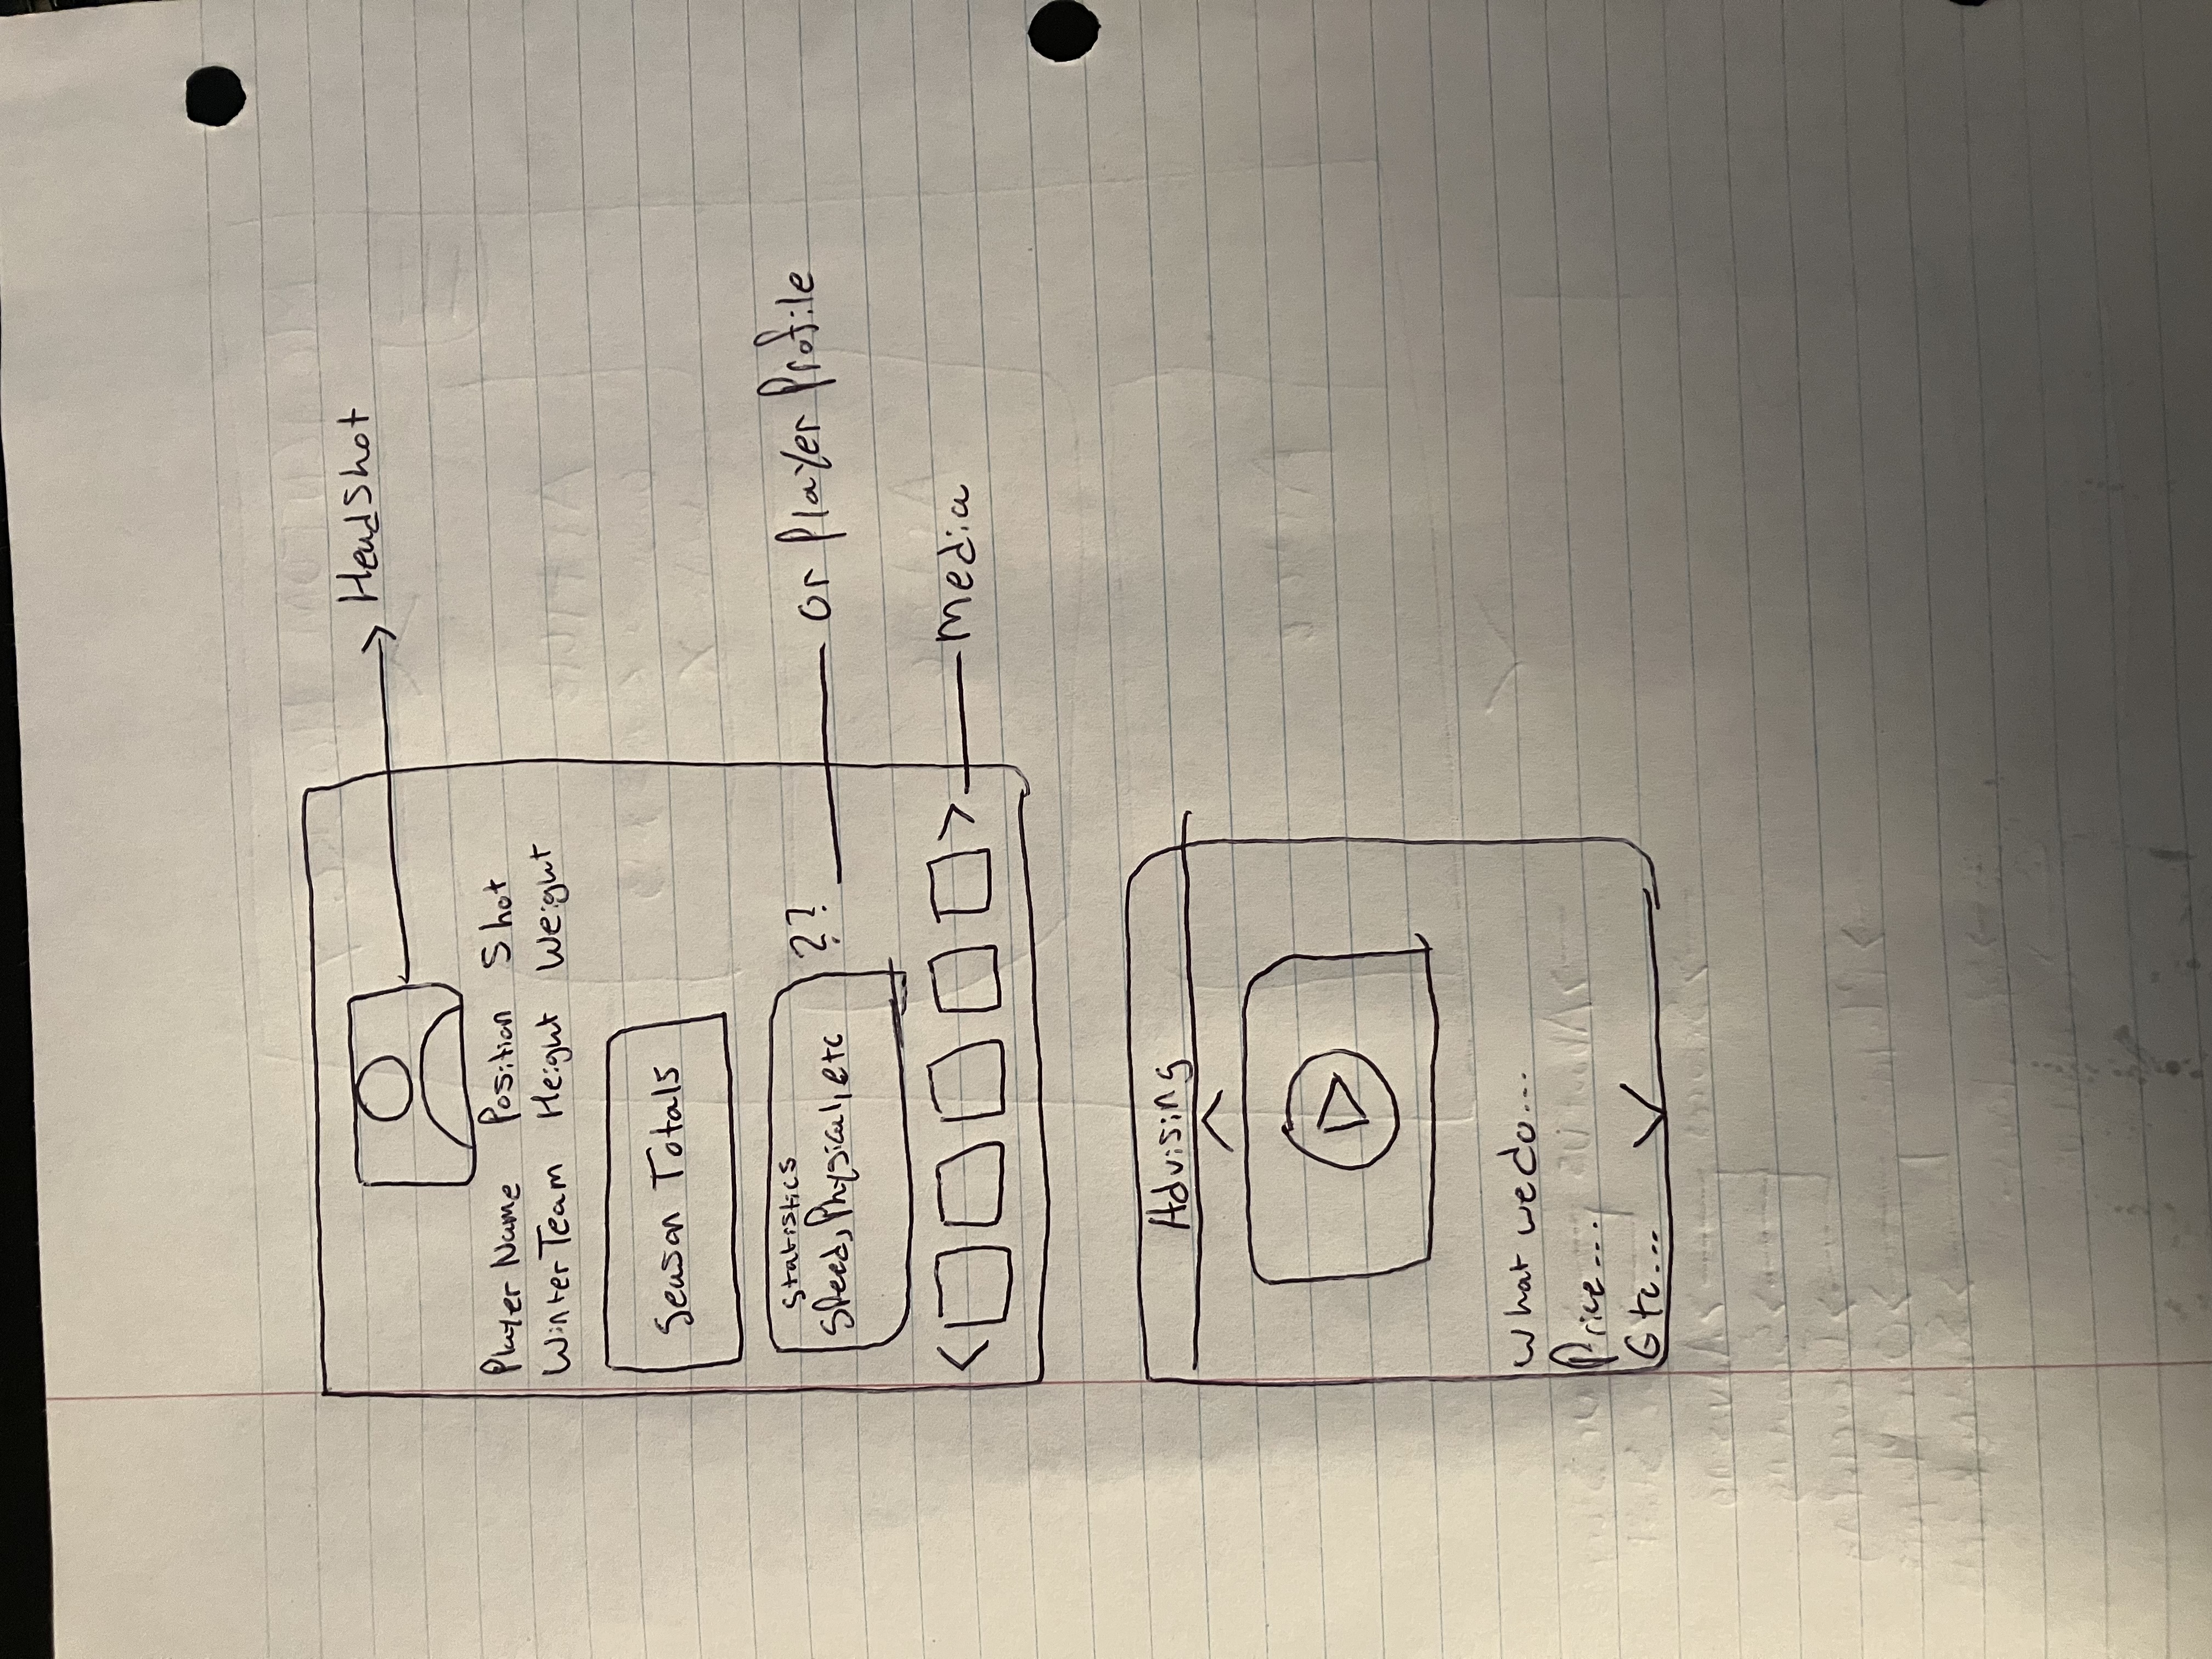 HeadShot
Player Name Position Shot
Winter Team Height Weight
Season Totals
Statistics
Speed, Physical, etc
?? or Player Profile
< > Media
Advising
What we do...
Price...
Etc...